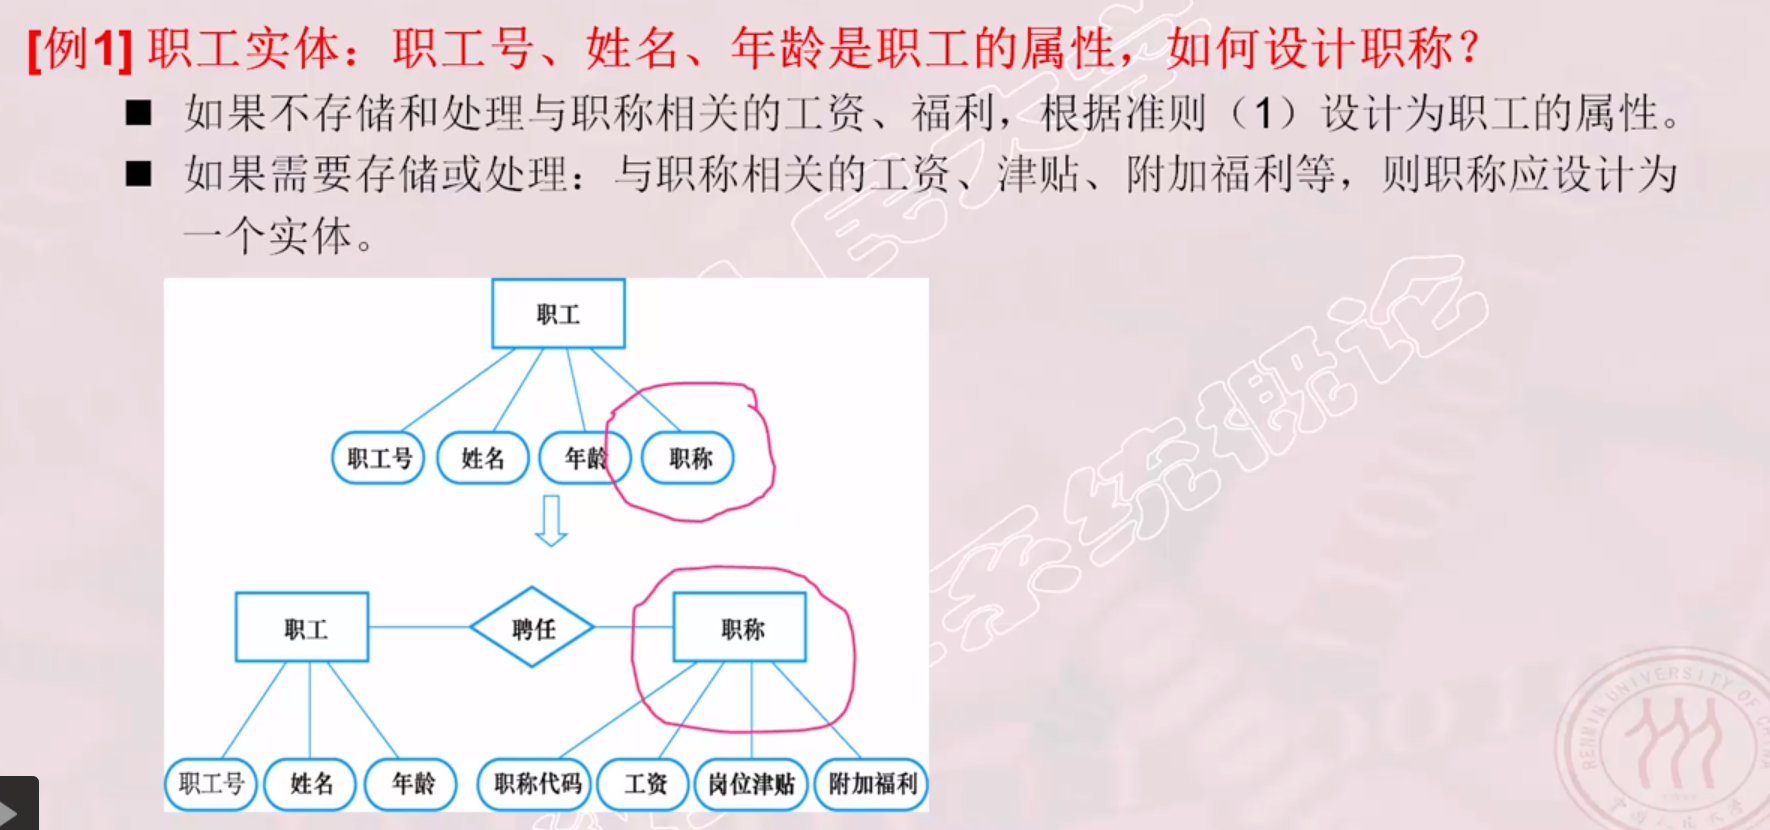 [例1] 职工实体：职工号、姓名、年龄是职工的属性，如何设计职称？
■ 如果不存储和处理与职称相关的工资、福利，根据准则（1）设计为职工的属性。
■ 如果需要存储或处理：与职称相关的工资、津贴、附加福利等，则职称应设计为
一个实体。
职工
职工号 姓名 年龄 职称
职工 聘任 职称
职工号 姓名 年龄 职称代码 工资 岗位津贴 附加福利
系统概论
RENMIN UNIVERSITY OF CHINA